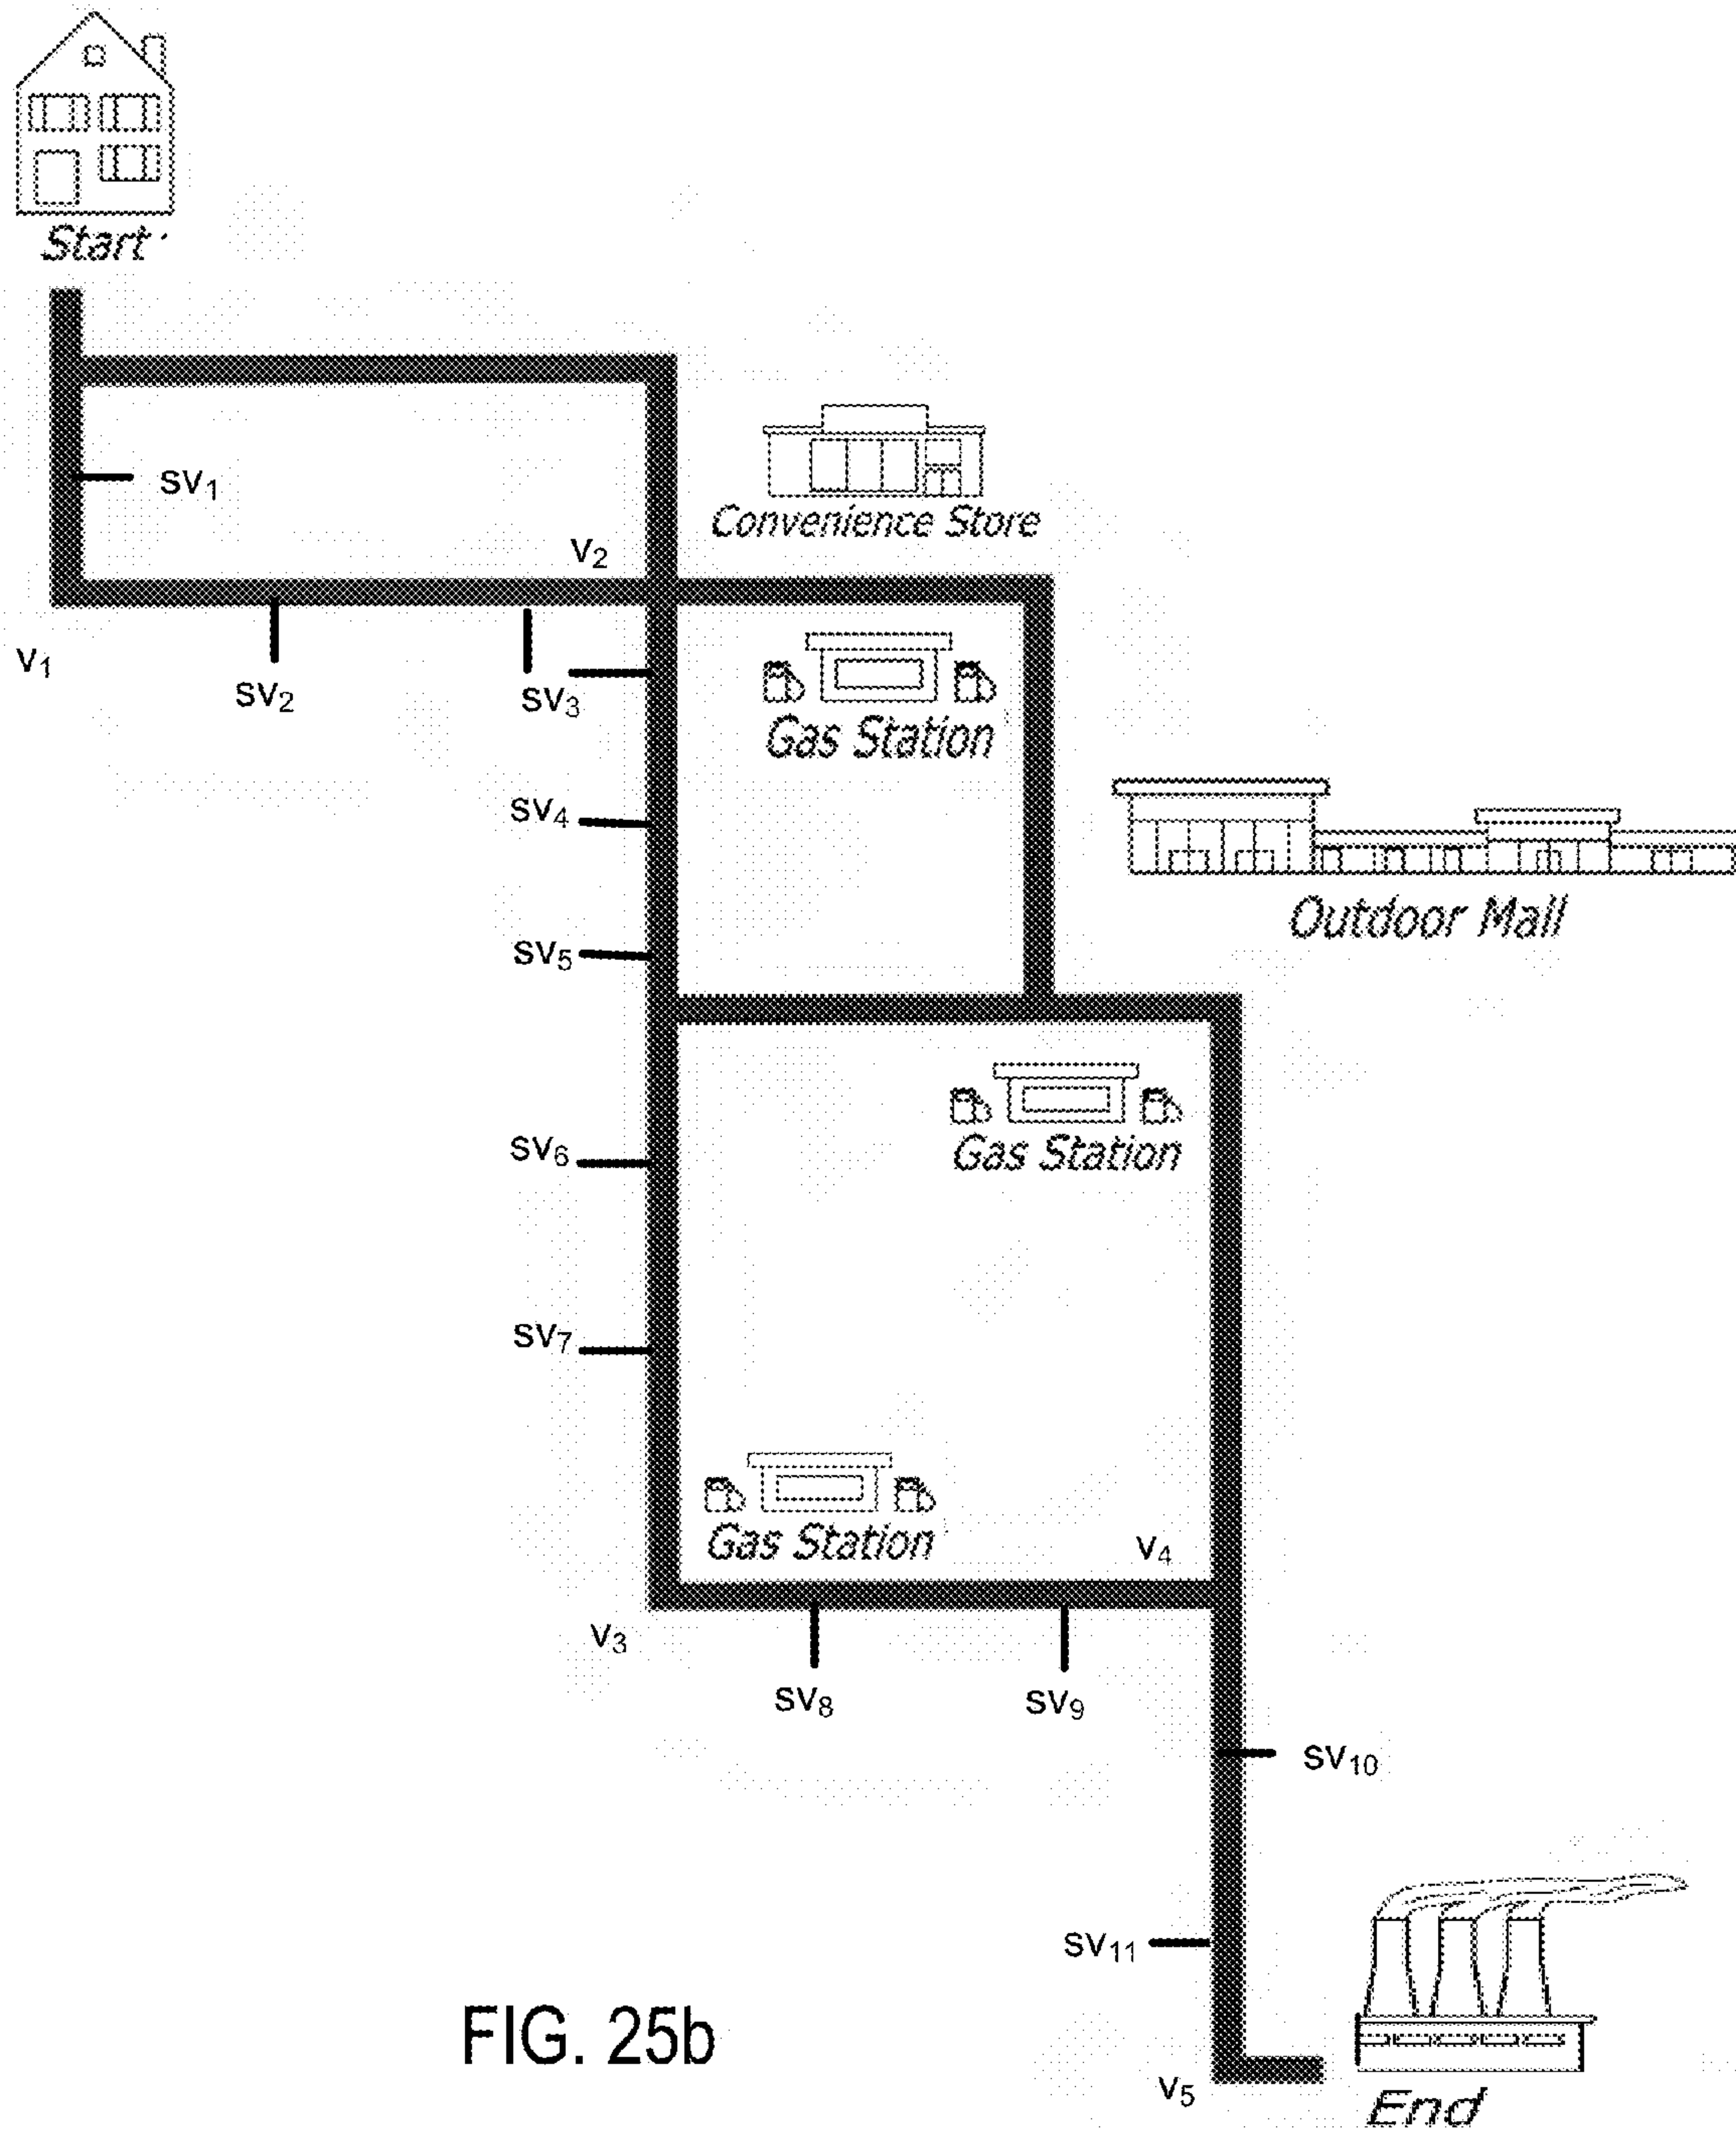 Start
sv₁
Convenience Store
v₂
v₁
sv₂
sv₃
Gas Station
sv₄
Outdoor Mall
sv₅
Gas Station
sv₆
sv₇
Gas Station
v₄
v₃
sv₈
sv₉
sv₁₀
sv₁₁
FIG. 25b
v₅
End